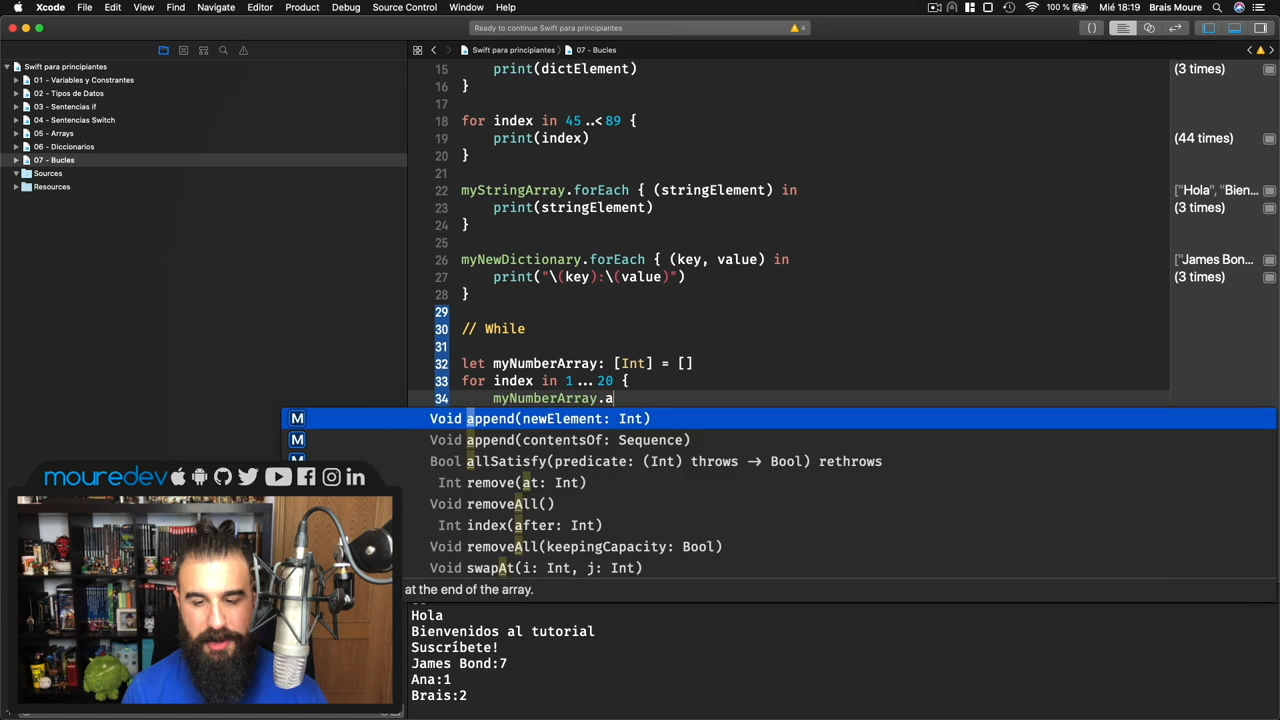 Xcode File Edit View Find Navigate Editor Product Debug Source Control Window Help 100 % Mié 18:19 Brais Moure
Ready to continue Swift para principiantes 4
Swift para principiantes 07 - Bucles
Swift para principiantes
01 - Variables y Constrantes
02 - Tipos de Datos
03 - Sentencias if
04 - Sentencias Switch
05 - Arrays
06 - Diccionarios
07 - Bucles
Sources
Resources
15 print(dictElement) (3 times)
16 }
17
18 for index in 45..<89 {
19 print(index) (44 times)
20 }
21
22 myStringArray.forEach { (stringElement) in ["Hola", "Bien...
23 print(stringElement) (3 times)
24 }
25
26 myNewDictionary.forEach { (key, value) in ["James Bon...
27 print("\(key):\(value)") (3 times)
28 }
29
30 // While
31
32 let myNumberArray: [Int] = []
33 for index in 1...20 {
34 myNumberArray.a
M Void append(newElement: Int)
M Void append(contentsOf: Sequence)
Bool allSatisfy(predicate: (Int) throws -> Bool) rethrows
Int remove(at: Int)
Void removeAll()
Int index(after: Int)
Void removeAll(keepingCapacity: Bool)
Void swapAt(i: Int, j: Int)
at the end of the array.
mouredev
Hola
Bienvenidos al tutorial
Suscríbete!
James Bond:7
Ana:1
Brais:2